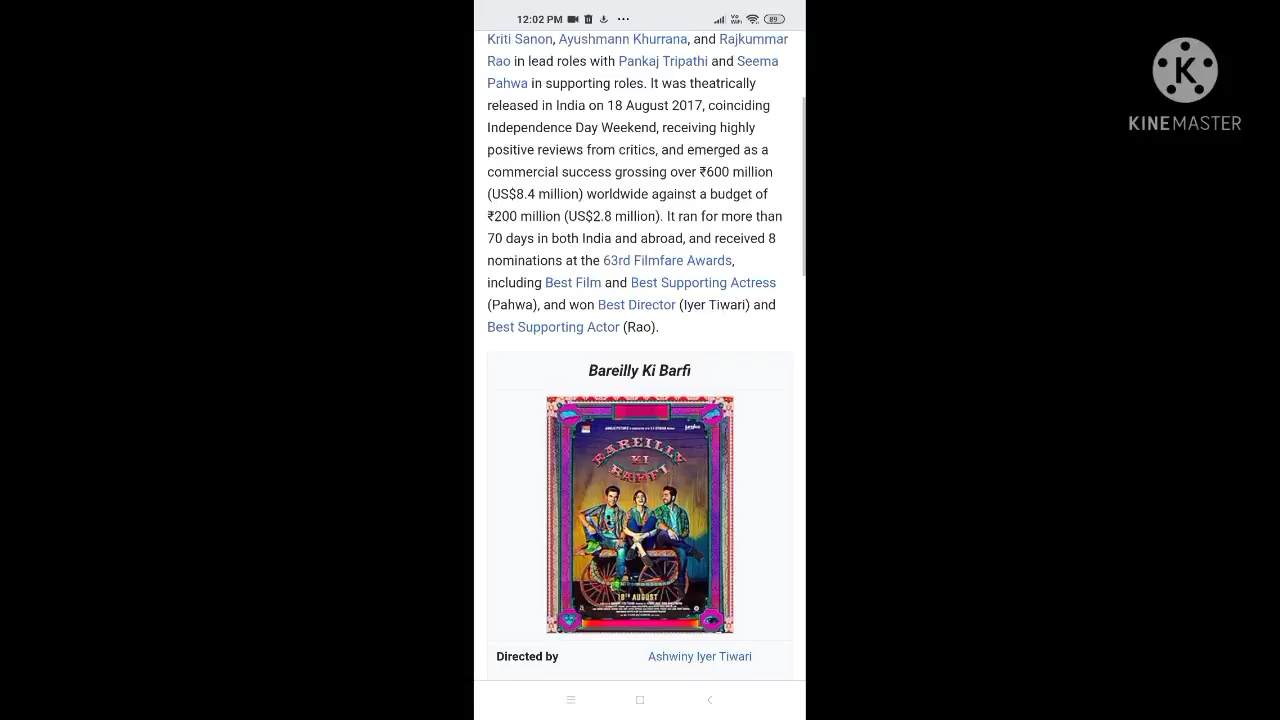 12:02 PM
Vo
WiFi
89
Kriti Sanon, Ayushmann Khurrana, and Rajkummar
Rao in lead roles with Pankaj Tripathi and Seema
Pahwa in supporting roles. It was theatrically
released in India on 18 August 2017, coinciding
Independence Day Weekend, receiving highly
positive reviews from critics, and emerged as a
commercial success grossing over ₹600 million
(US$8.4 million) worldwide against a budget of
₹200 million (US$2.8 million). It ran for more than
70 days in both India and abroad, and received 8
nominations at the 63rd Filmfare Awards,
including Best Film and Best Supporting Actress
(Pahwa), and won Best Director (Iyer Tiwari) and
Best Supporting Actor (Rao).
Bareilly Ki Barfi
BAREILLY
KI
BARFI
18TH AUGUST
Directed by Ashwiny Iyer Tiwari
K
KINEMASTER